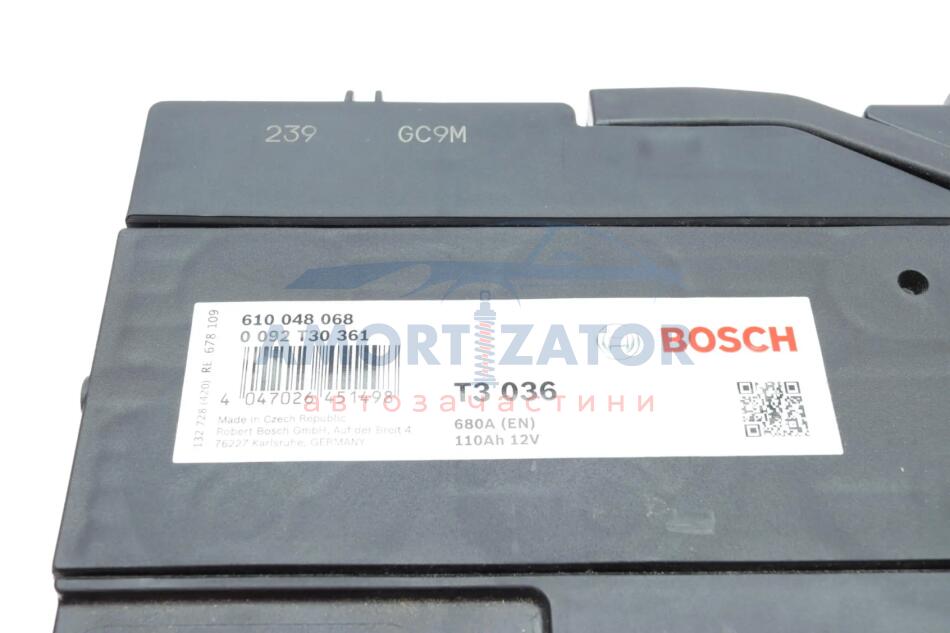 239 GC9M
610 048 068
0 092 T30 361
BOSCH
AMORTIZATOR
4 047026 451498
T3 036
автозапчастини
Made in Czech Republic
Robert Bosch GmbH, Auf der Breit 4
76227 Karlsruhe, GERMANY
680A (EN)
110Ah 12V
132 728 (420) RE 678 109